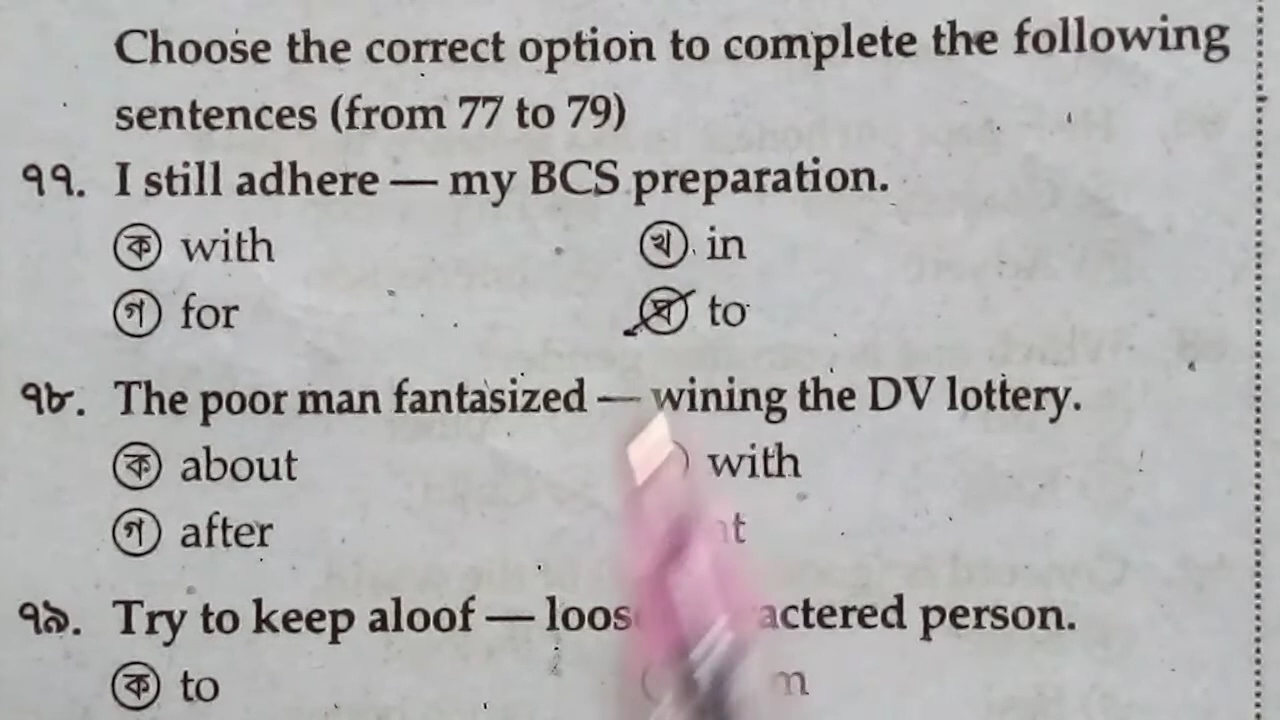 Choose the correct option to complete the following
sentences (from 77 to 79)
৭৭. I still adhere — my BCS preparation.
ক with খ in
গ for ঘ to
৭৮. The poor man fantasized — wining the DV lottery.
ক about with
গ after
৭৯. Try to keep aloof — person.
ক to